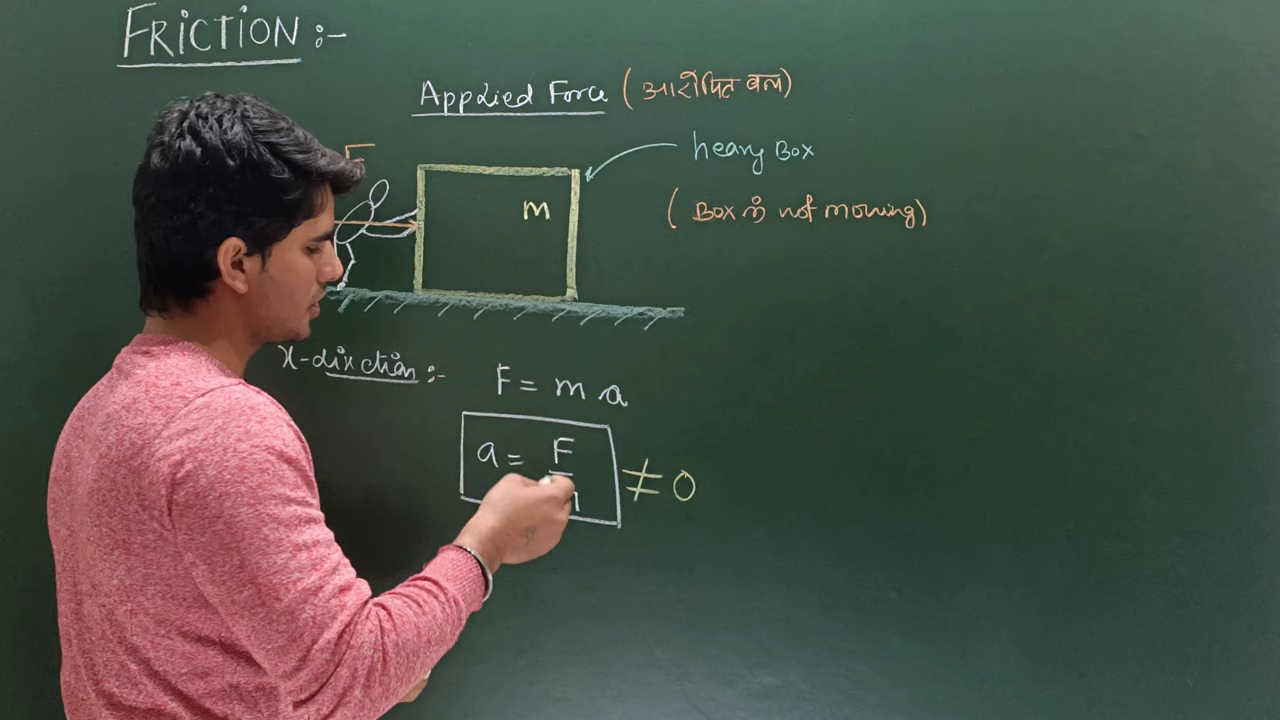 FRICTION :-
Applied Force (आरोपित बल)
F
heavy Box
m
(Box is not moving)
X-direction :-
F = m a
a = F
≠ 0